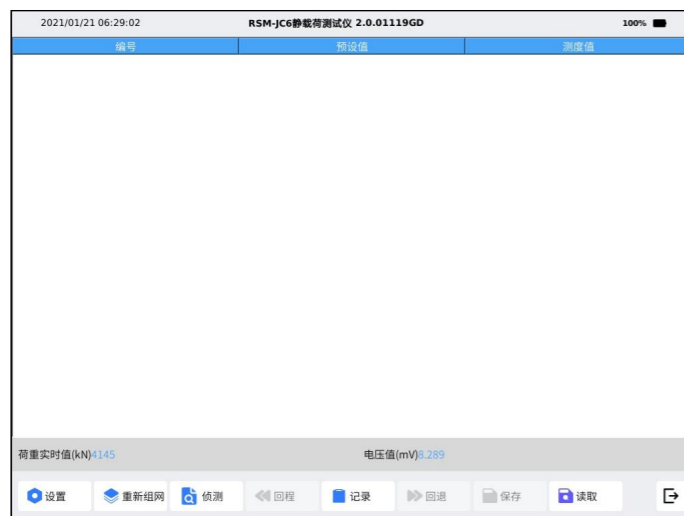 2021/01/21 06:29:02 RSM-JC6静载荷测试仪 2.0.01119GD 100%
编号 预设值 测度值
荷重实时值(kN)4145 电压值(mV)8.289
设置 重新组网 侦测 回程 记录 回退 保存 读取